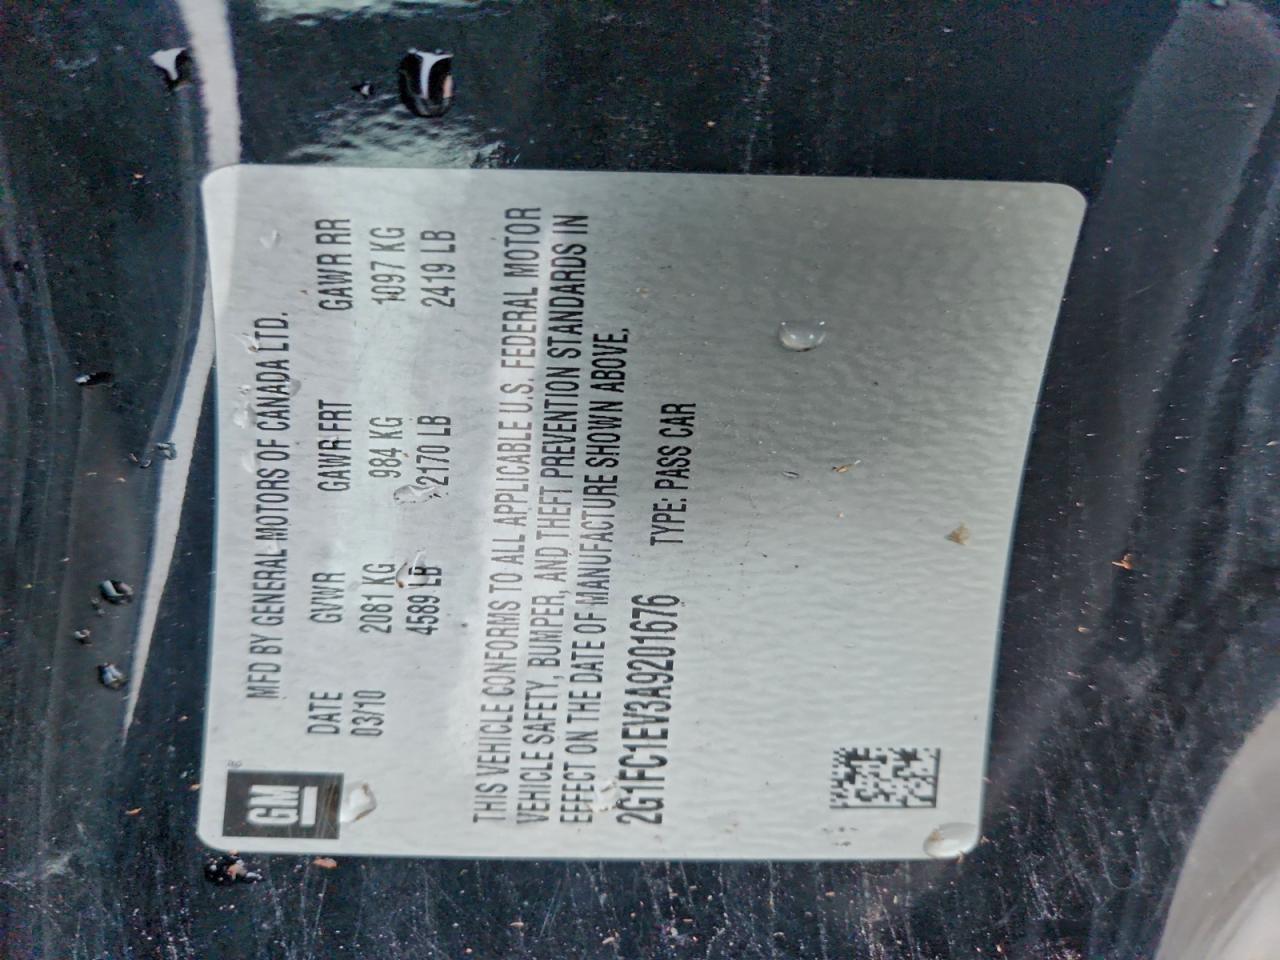 GM ®
MFD BY GENERAL MOTORS OF CANADA LTD.
DATE GVWR GAWR FRT GAWR RR
03/10 2081 KG 984 KG 1097 KG
4589 LB 2170 LB 2419 LB
THIS VEHICLE CONFORMS TO ALL APPLICABLE U.S. FEDERAL MOTOR
VEHICLE SAFETY, BUMPER, AND THEFT PREVENTION STANDARDS IN
EFFECT ON THE DATE OF MANUFACTURE SHOWN ABOVE.
2G1FC1EV3A9201676 TYPE: PASS CAR